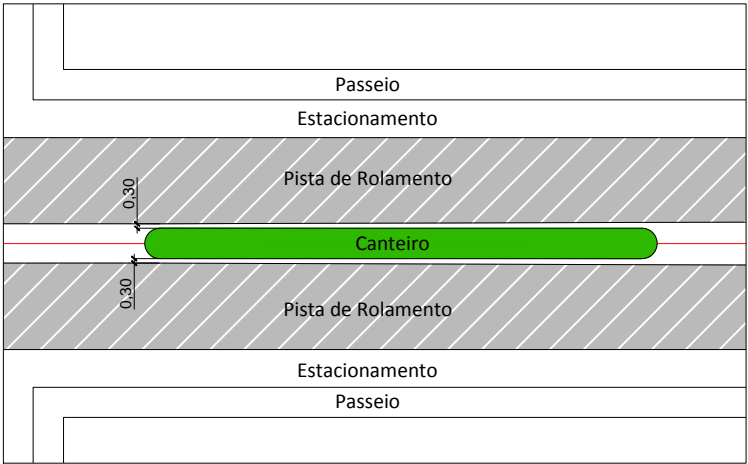 Passeio
Estacionamento
Pista de Rolamento
0,30
Canteiro
0,30
Pista de Rolamento
Estacionamento
Passeio